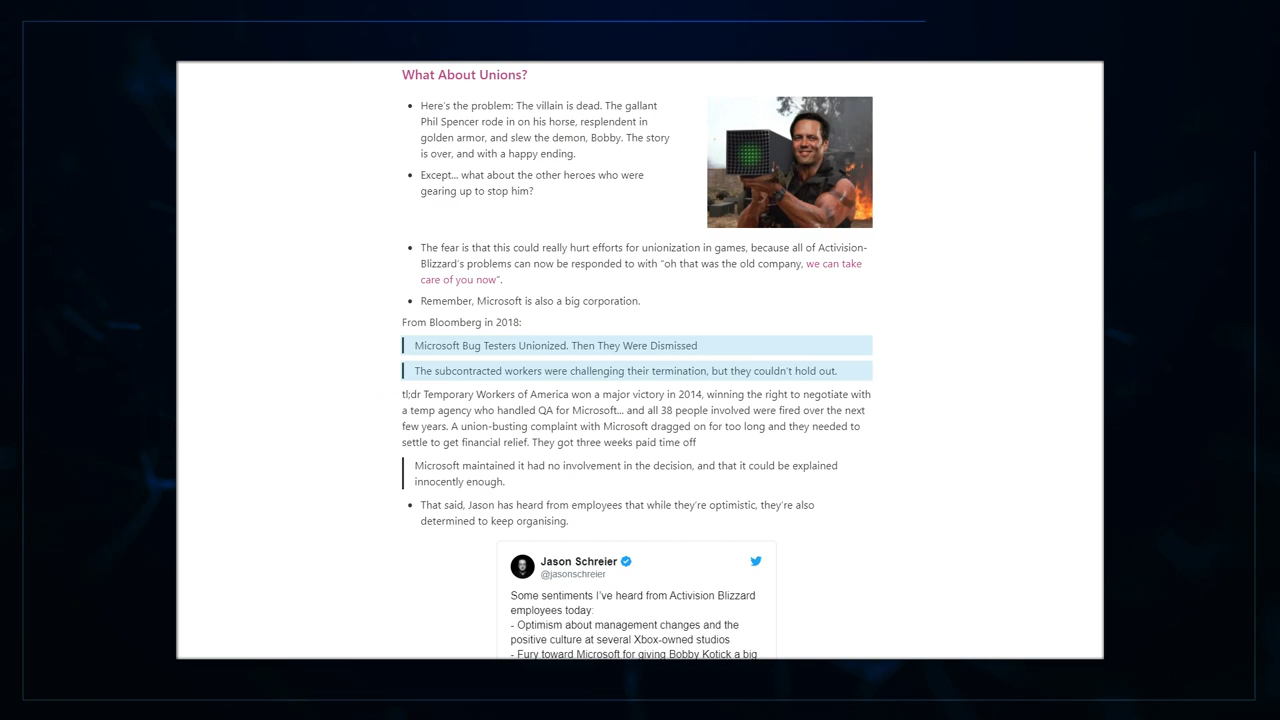 What About Unions?
Here's the problem: The villain is dead. The gallant
Phil Spencer rode in on his horse, resplendent in
golden armor, and slew the demon, Bobby. The story
is over, and with a happy ending.
Except... what about the other heroes who were
gearing up to stop him?
The fear is that this could really hurt efforts for unionization in games, because all of Activision-
Blizzard's problems can now be responded to with "oh that was the old company, we can take
care of you now".
Remember, Microsoft is also a big corporation.
From Bloomberg in 2018:
Microsoft Bug Testers Unionized. Then They Were Dismissed
The subcontracted workers were challenging their termination, but they couldn't hold out.
tl;dr Temporary Workers of America won a major victory in 2014, winning the right to negotiate with
a temp agency who handled QA for Microsoft... and all 38 people involved were fired over the next
few years. A union-busting complaint with Microsoft dragged on for too long and they needed to
settle to get financial relief. They got three weeks paid time off
Microsoft maintained it had no involvement in the decision, and that it could be explained
innocently enough.
That said, Jason has heard from employees that while they're optimistic, they're also
determined to keep organising.
Jason Schreier
@jasonschreier
Some sentiments I've heard from Activision Blizzard
employees today:
- Optimism about management changes and the
positive culture at several Xbox-owned studios
- Fury toward Microsoft for giving Bobby Kotick a big